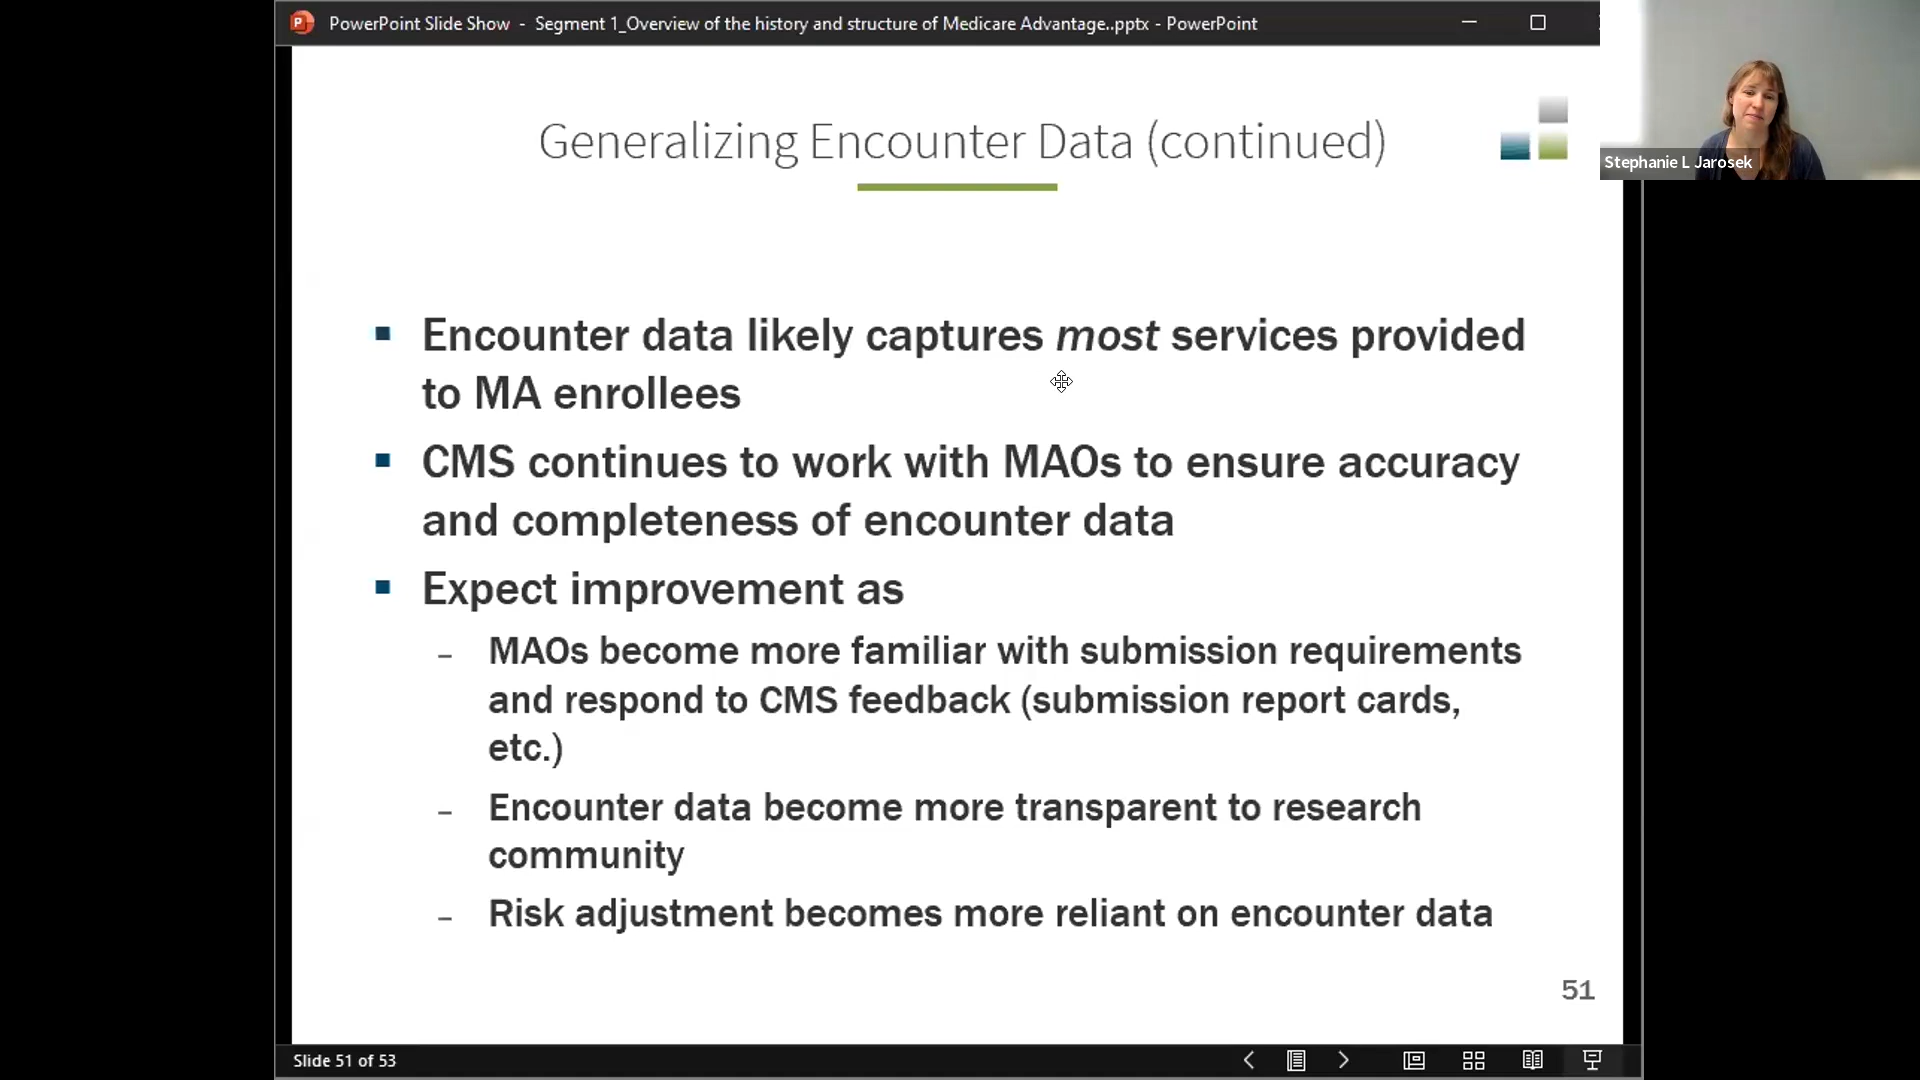 PowerPoint Slide Show - Segment 1_Overview of the history and structure of Medicare Advantage..pptx - PowerPoint
Stephanie L Jarosek
Generalizing Encounter Data (continued)
▪ Encounter data likely captures most services provided
to MA enrollees
▪ CMS continues to work with MAOs to ensure accuracy
and completeness of encounter data
▪ Expect improvement as
– MAOs become more familiar with submission requirements
and respond to CMS feedback (submission report cards,
etc.)
– Encounter data become more transparent to research
community
– Risk adjustment becomes more reliant on encounter data
51
Slide 51 of 53